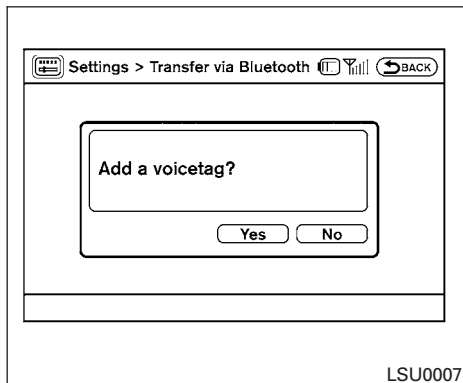 Settings > Transfer via Bluetooth BACK
Add a voicetag?
Yes No
LSU0007